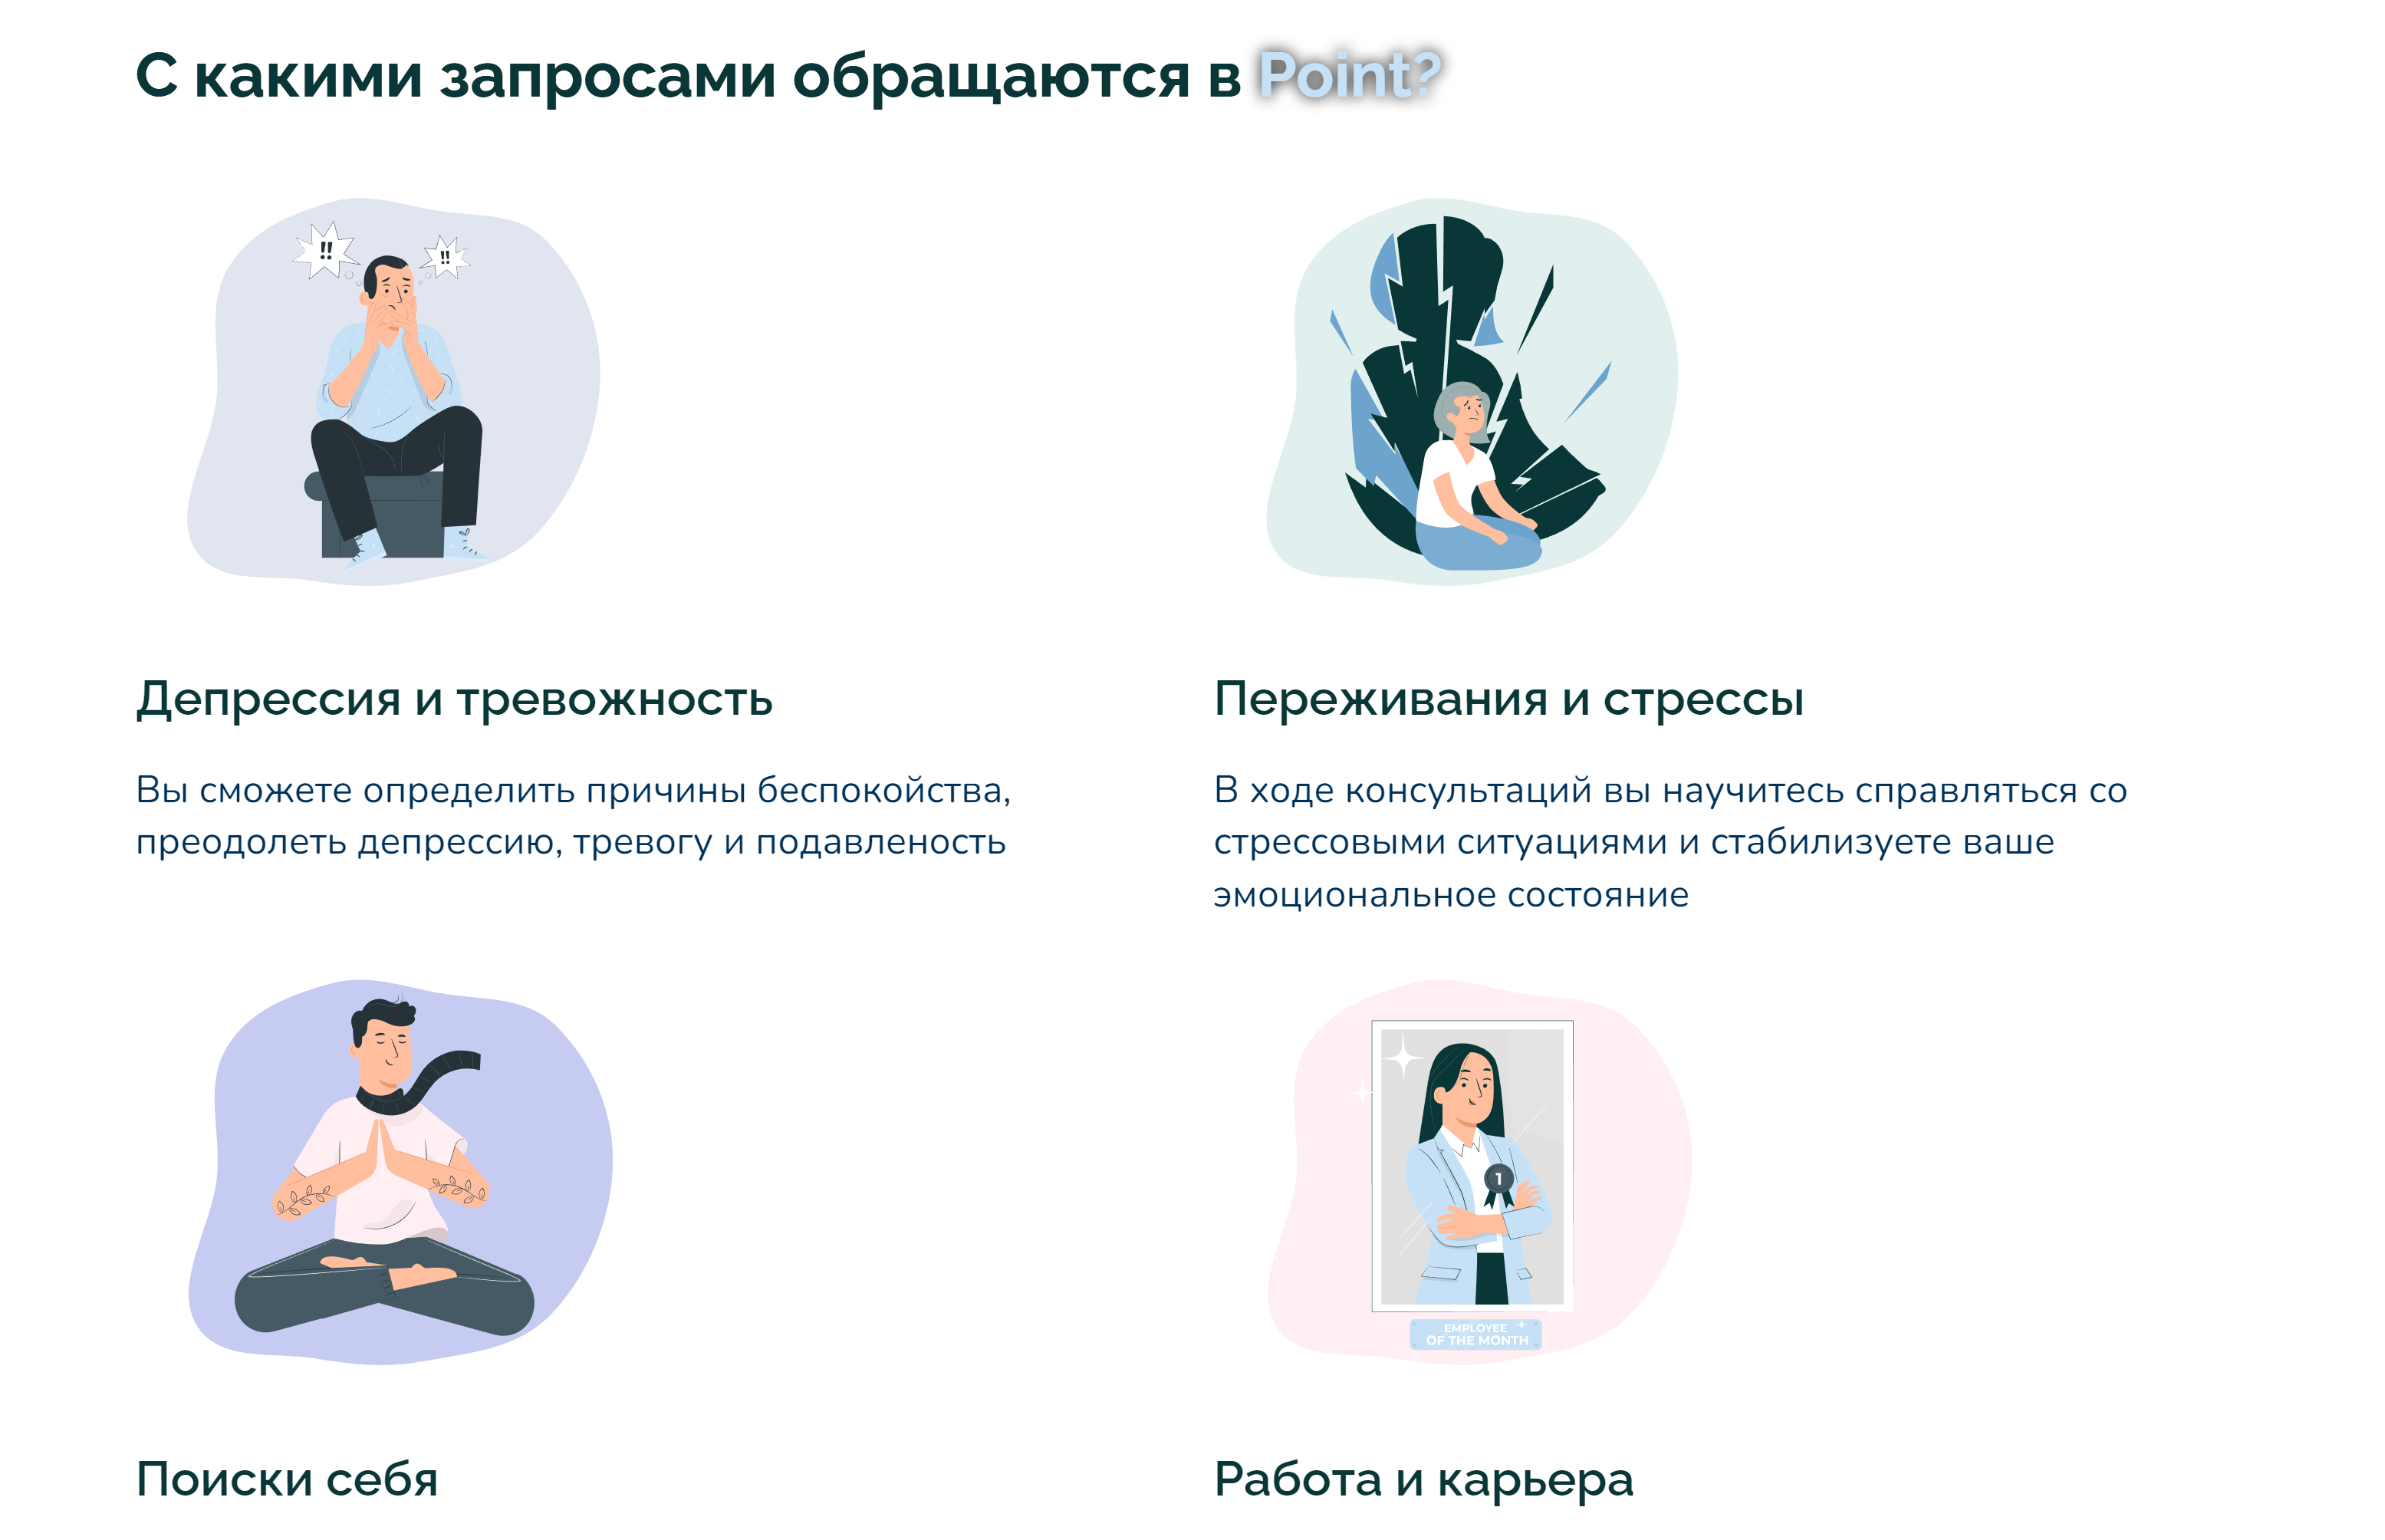 С какими запросами обращаются в Point?
!!
!!
Депрессия и тревожность
Вы сможете определить причины беспокойства,
преодолеть депрессию, тревогу и подавленость
Переживания и стрессы
В ходе консультаций вы научитесь справляться со
стрессовыми ситуациями и стабилизуете ваше
эмоциональное состояние
1
EMPLOYEE
OF THE MONTH
Поиски себя
Работа и карьера